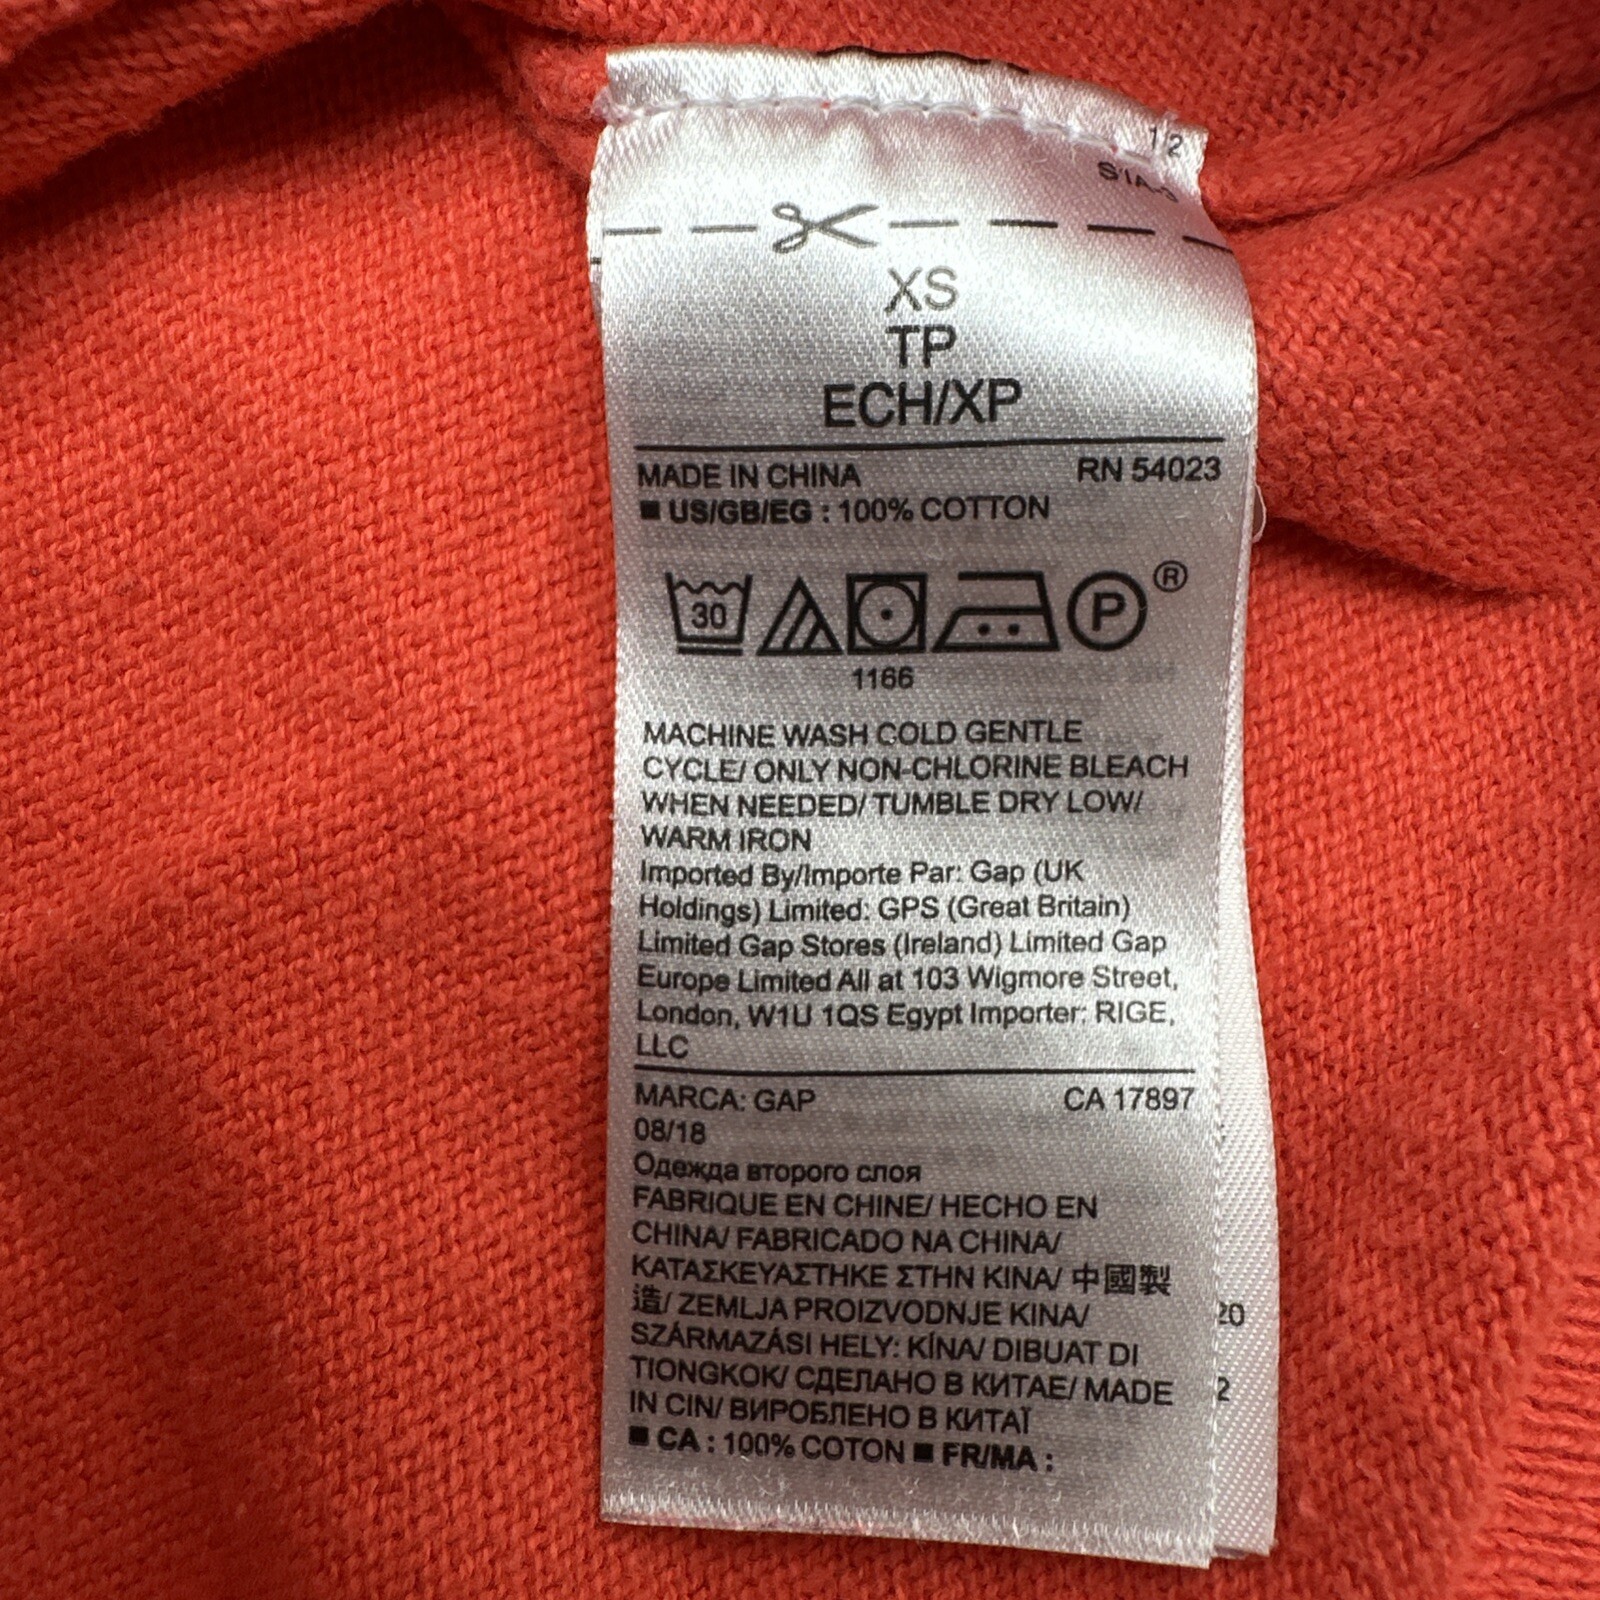 12
XS
TP
ECH/XP
MADE IN CHINA RN 54023
■ US/GB/EG : 100% COTTON
30 P ®
1166
MACHINE WASH COLD GENTLE
CYCLE/ ONLY NON-CHLORINE BLEACH
WHEN NEEDED/ TUMBLE DRY LOW/
WARM IRON
Imported By/Importe Par: Gap (UK
Holdings) Limited: GPS (Great Britain)
Limited Gap Stores (Ireland) Limited Gap
Europe Limited All at 103 Wigmore Street,
London, W1U 1QS Egypt Importer: RIGE,
LLC
MARCA: GAP CA 17897
08/18
Одежда второго слоя
FABRIQUE EN CHINE/ HECHO EN
CHINA/ FABRICADO NA CHINA/
ΚΑΤΑΣΚΕΥΑΣΤΗΚΕ ΣΤΗΝ ΚΙΝΑ/ 中國製
造/ ZEMLJA PROIZVODNJE KINA/
SZÁRMAZÁSI HELY: KÍNA/ DIBUAT DI
TIONGKOK/ СДЕЛАНО В КИТАЕ/ MADE
IN CIN/ ВИРОБЛЕНО В КИТАЇ
■ CA : 100% COTON ■ FR/MA :